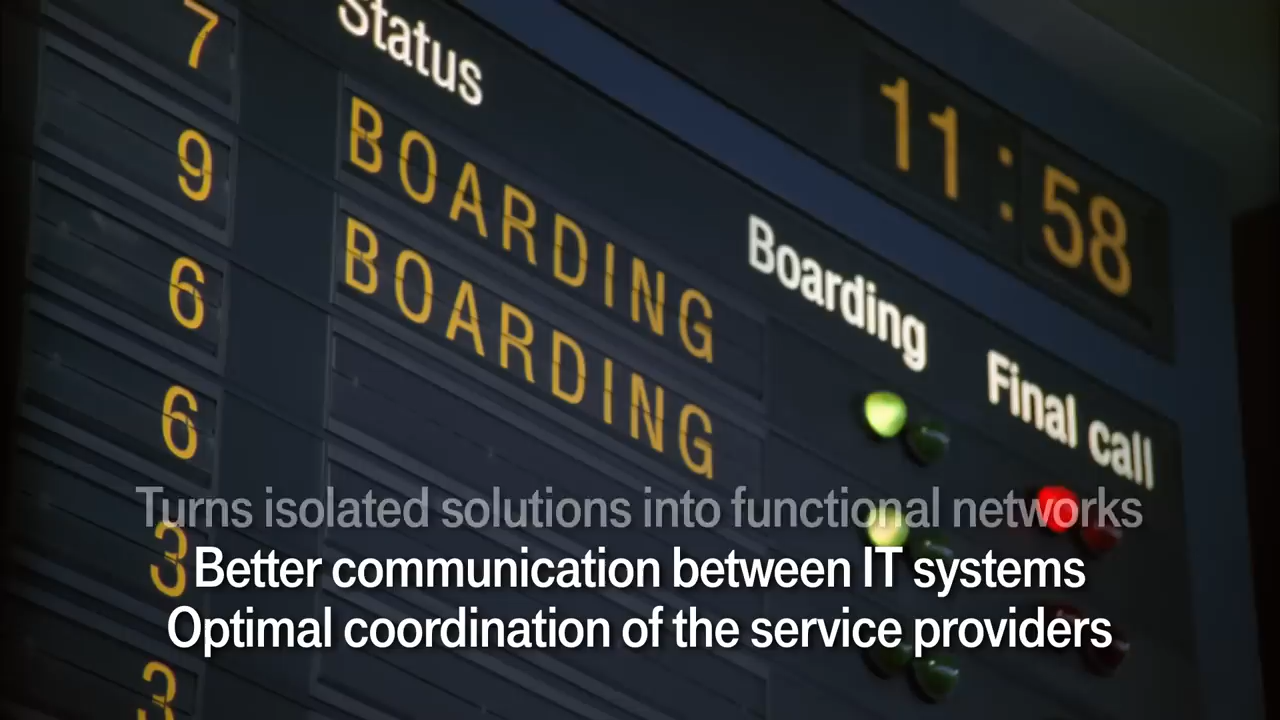 7
Status
11:58
9
BOARDING
Boarding
6
BOARDING
Final call
6
Turns isolated solutions into functional networks
3
Better communication between IT systems
Optimal coordination of the service providers
3